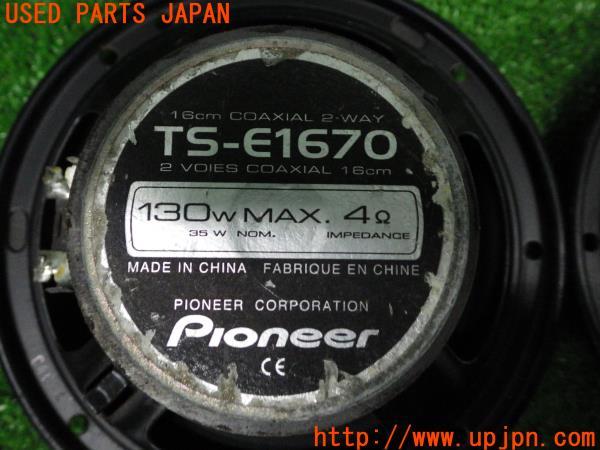 USED PARTS JAPAN
16cm COAXIAL 2-WAY
TS-E1670
2 VOIES COAXIAL 16cm
130W MAX. 4Ω
35 W NOM. IMPEDANCE
MADE IN CHINA FABRIQUE EN CHINE
PIONEER CORPORATION
Pioneer
CE
http://www.upjpn.com/